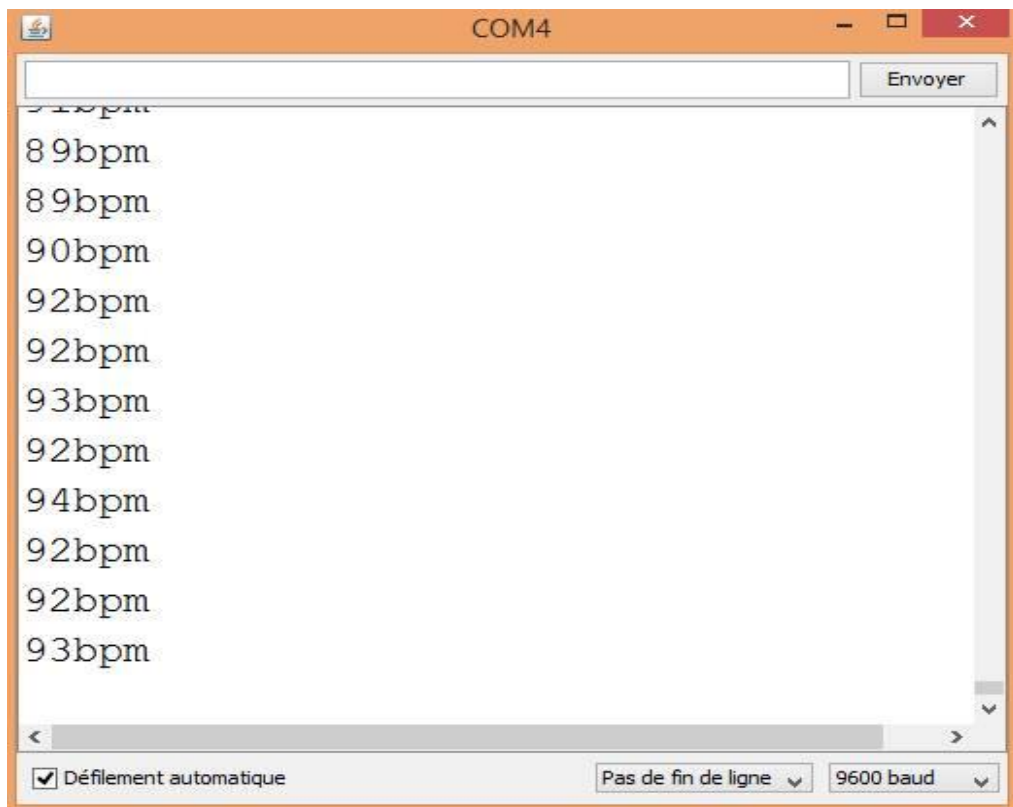 COM4
Envoyer
91bpm
89bpm
89bpm
90bpm
92bpm
92bpm
93bpm
92bpm
94bpm
92bpm
92bpm
93bpm
Défilement automatique
Pas de fin de ligne
9600 baud